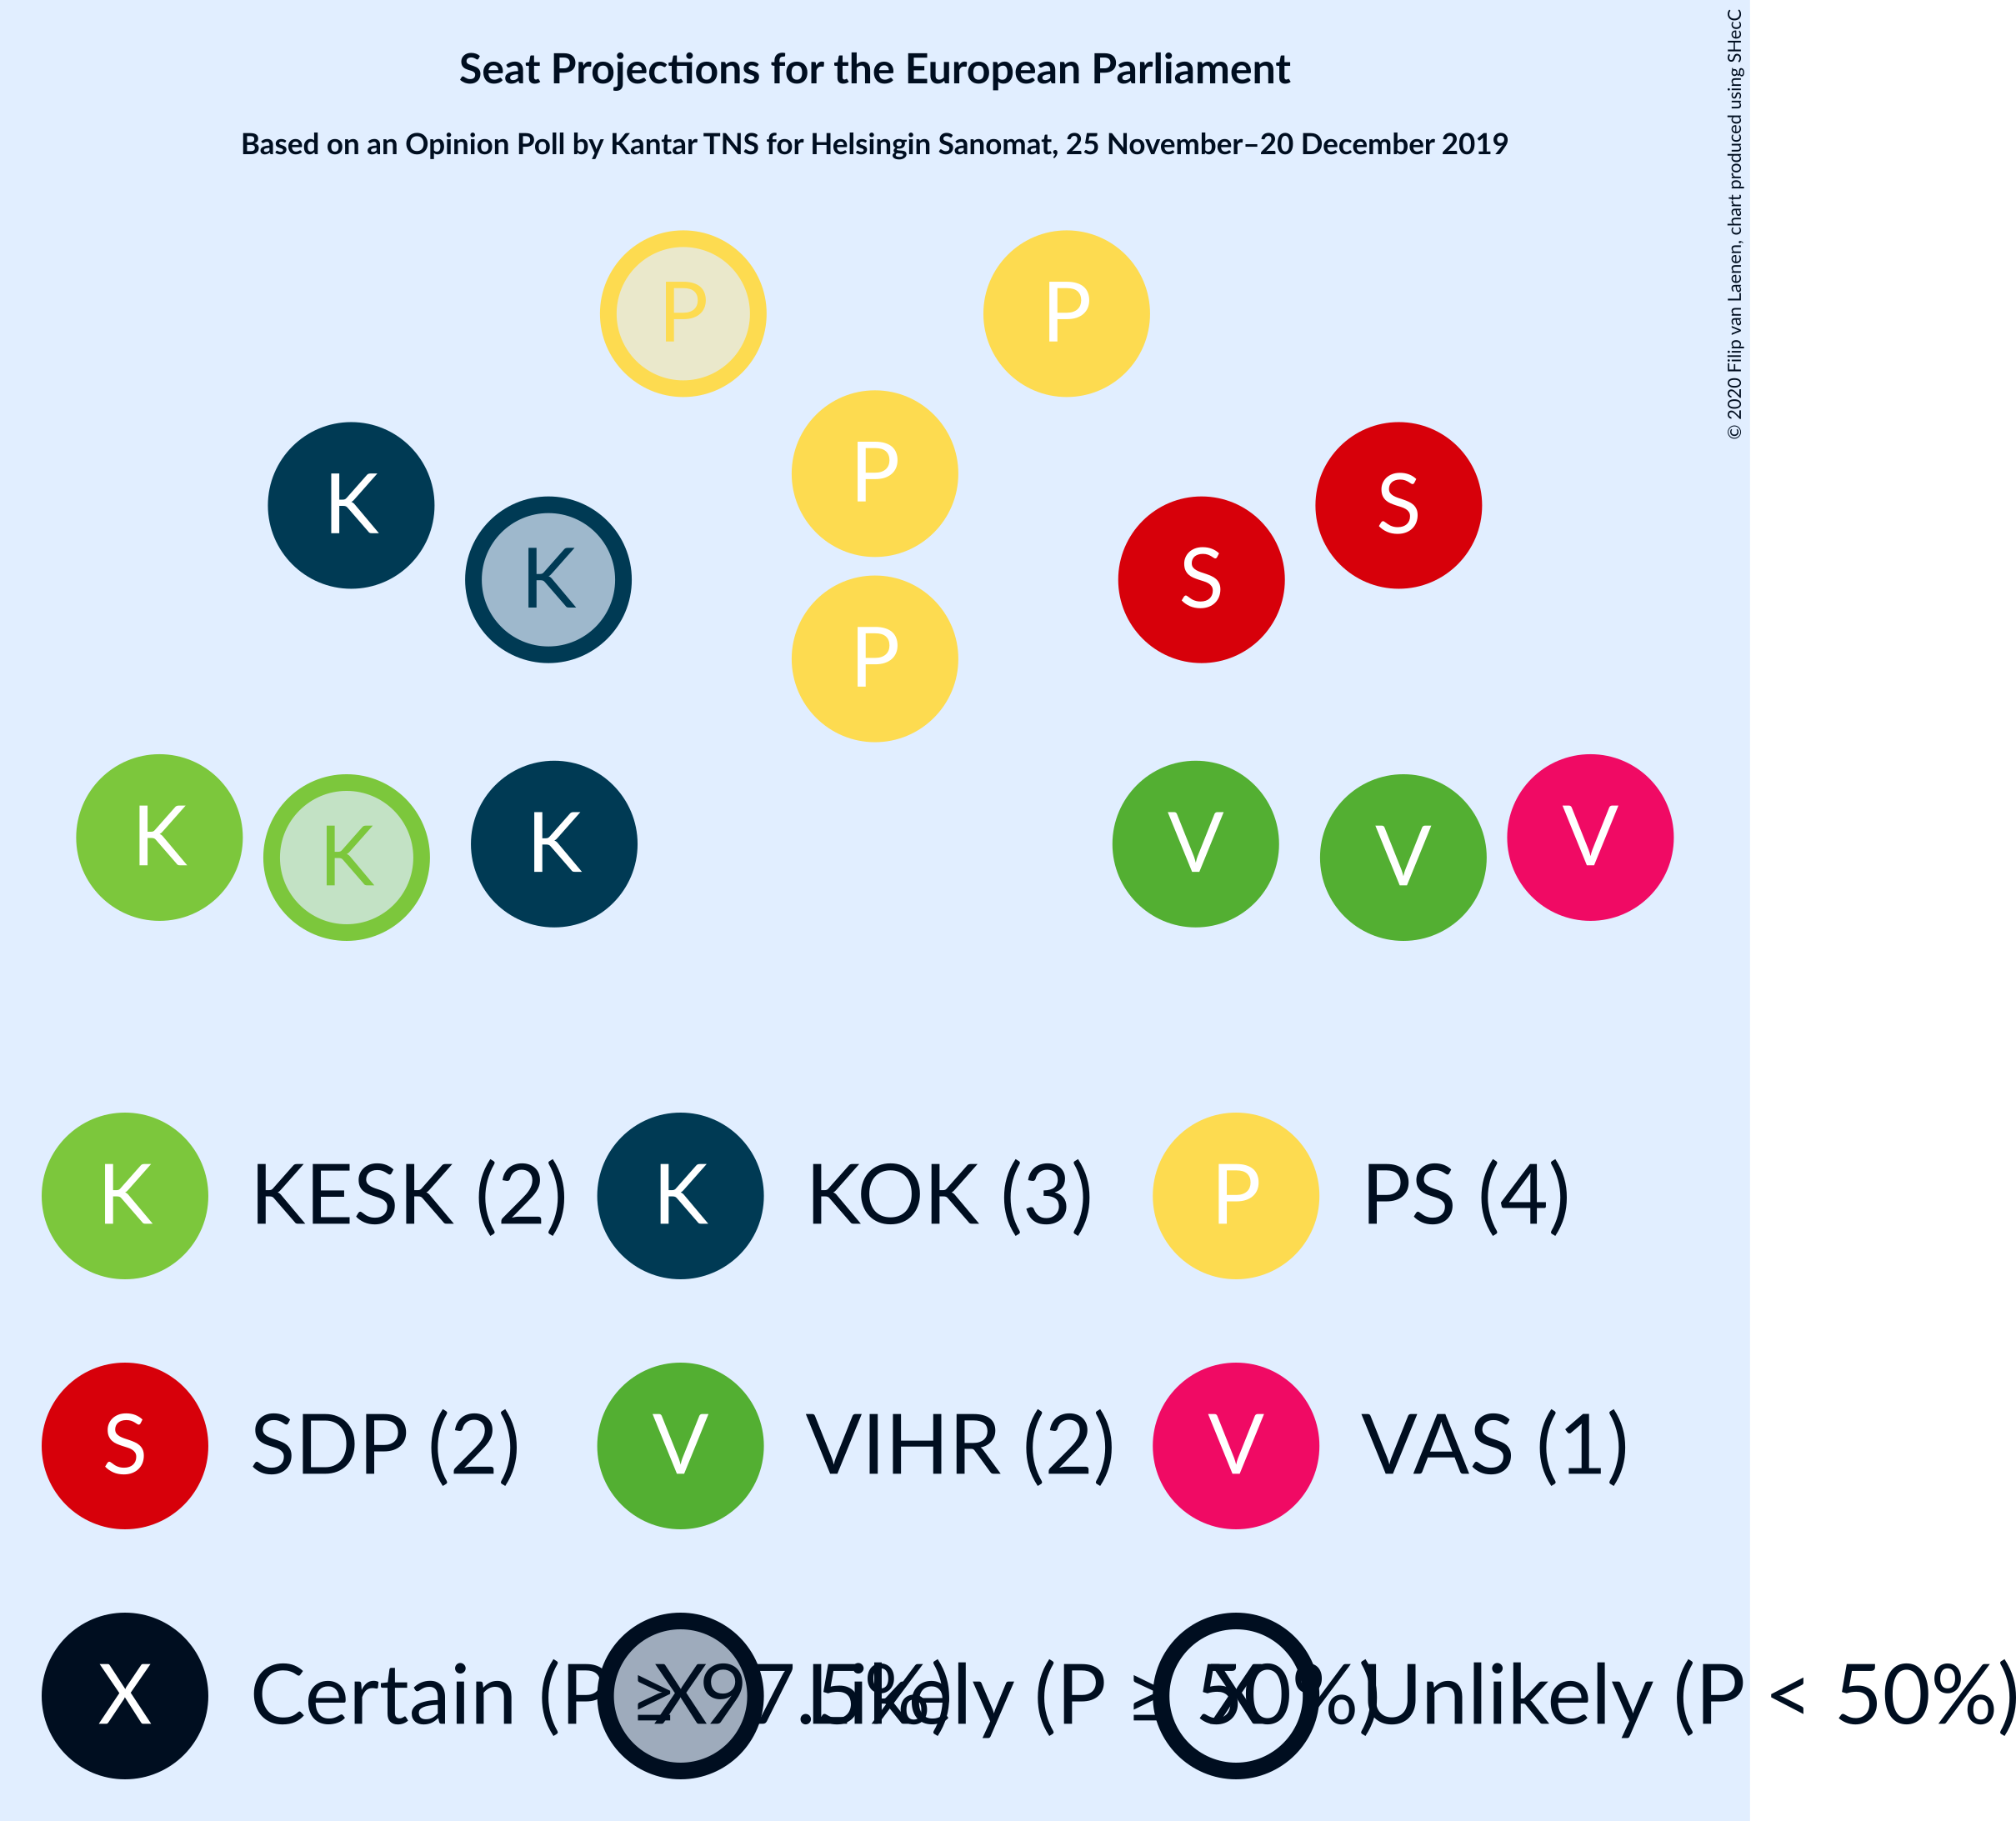 Seat Projections for the European Parliament
Based on an Opinion Poll by Kantar TNS for Helsingin Sanomat, 25 November–20 December 2019
© 2020 Filip van Laenen, chart produced using SHecC
P P
P
K S
K S
P
K V
K V
K V
K KESK (2) K KOK (3) P PS (4)
S SDP (2) V VIHR (2) V VAS (1)
X Certain (P ≥ 97.5%) X Likely (P ≥ 50%) X Unlikely (P < 50%)